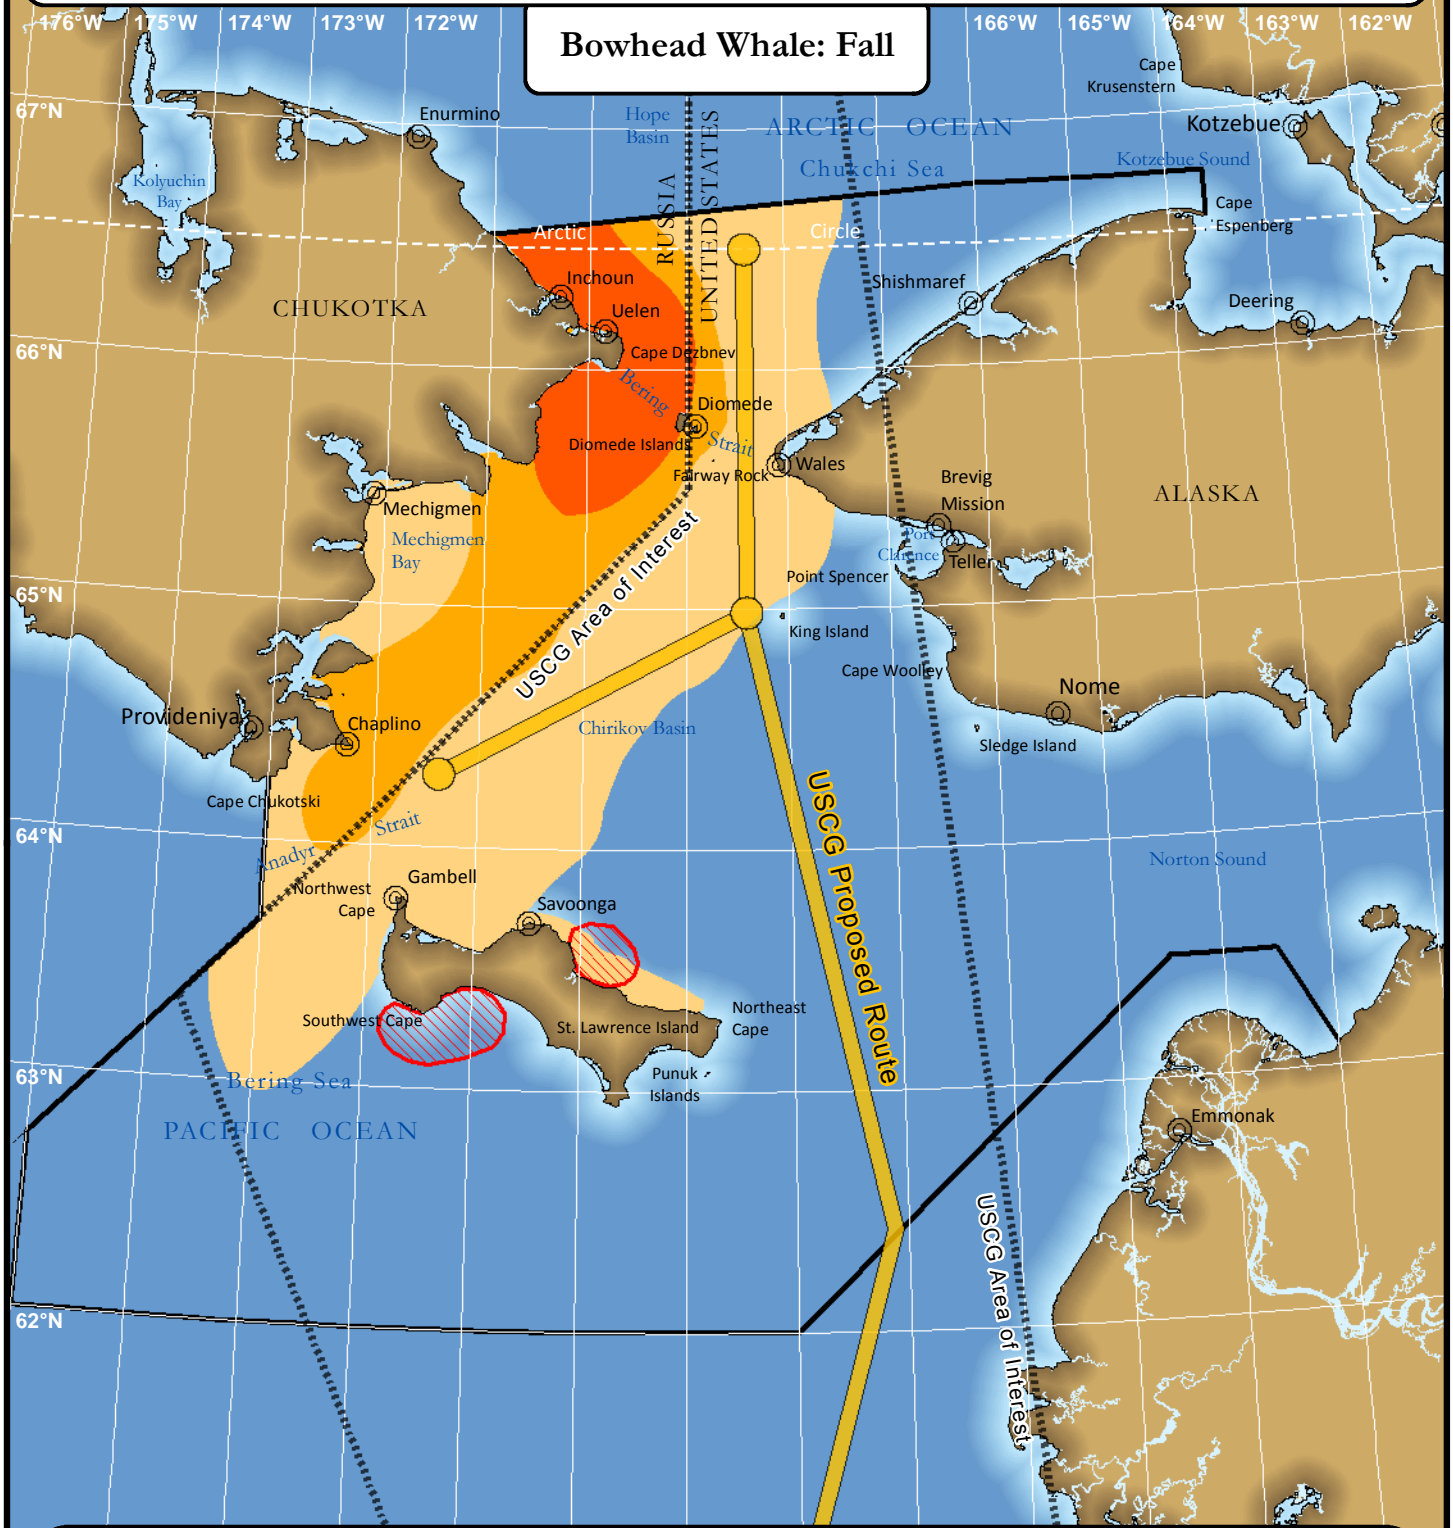 176°W 175°W 174°W 173°W 172°W 166°W 165°W 164°W 163°W 162°W
Bowhead Whale: Fall
67°N
66°N
65°N
64°N
63°N
62°N
Enurmino
Hope
Basin
ARCTIC OCEAN
Chukchi Sea
Cape
Krusenstern
Kotzebue
Kotzebue Sound
Kolyuchin
Bay
RUSSIA
UNITED STATES
Arctic
Circle
Cape
Espenberg
CHUKOTKA
Inchoun
Uelen
Shishmaref
Deering
Cape Dezbnev
Bering
Strait
Diomede
Diomede Islands
Fairway Rock
Wales
Brevig
Mission
ALASKA
Mechigmen
Mechigmen
Bay
Port
Clarence
Teller
Point Spencer
USCG Area of Interest
King Island
Cape Woolley
Nome
Provideniya
Chaplino
Chirikov Basin
Sledge Island
Cape Chukotski
Anadyr
Strait
USCG Proposed Route
Norton Sound
Northwest
Cape
Gambell
Savoonga
Southwest Cape
St. Lawrence Island
Northeast
Cape
Punuk
Islands
Bering Sea
PACIFIC OCEAN
Emmonak
USCG Area of Interest